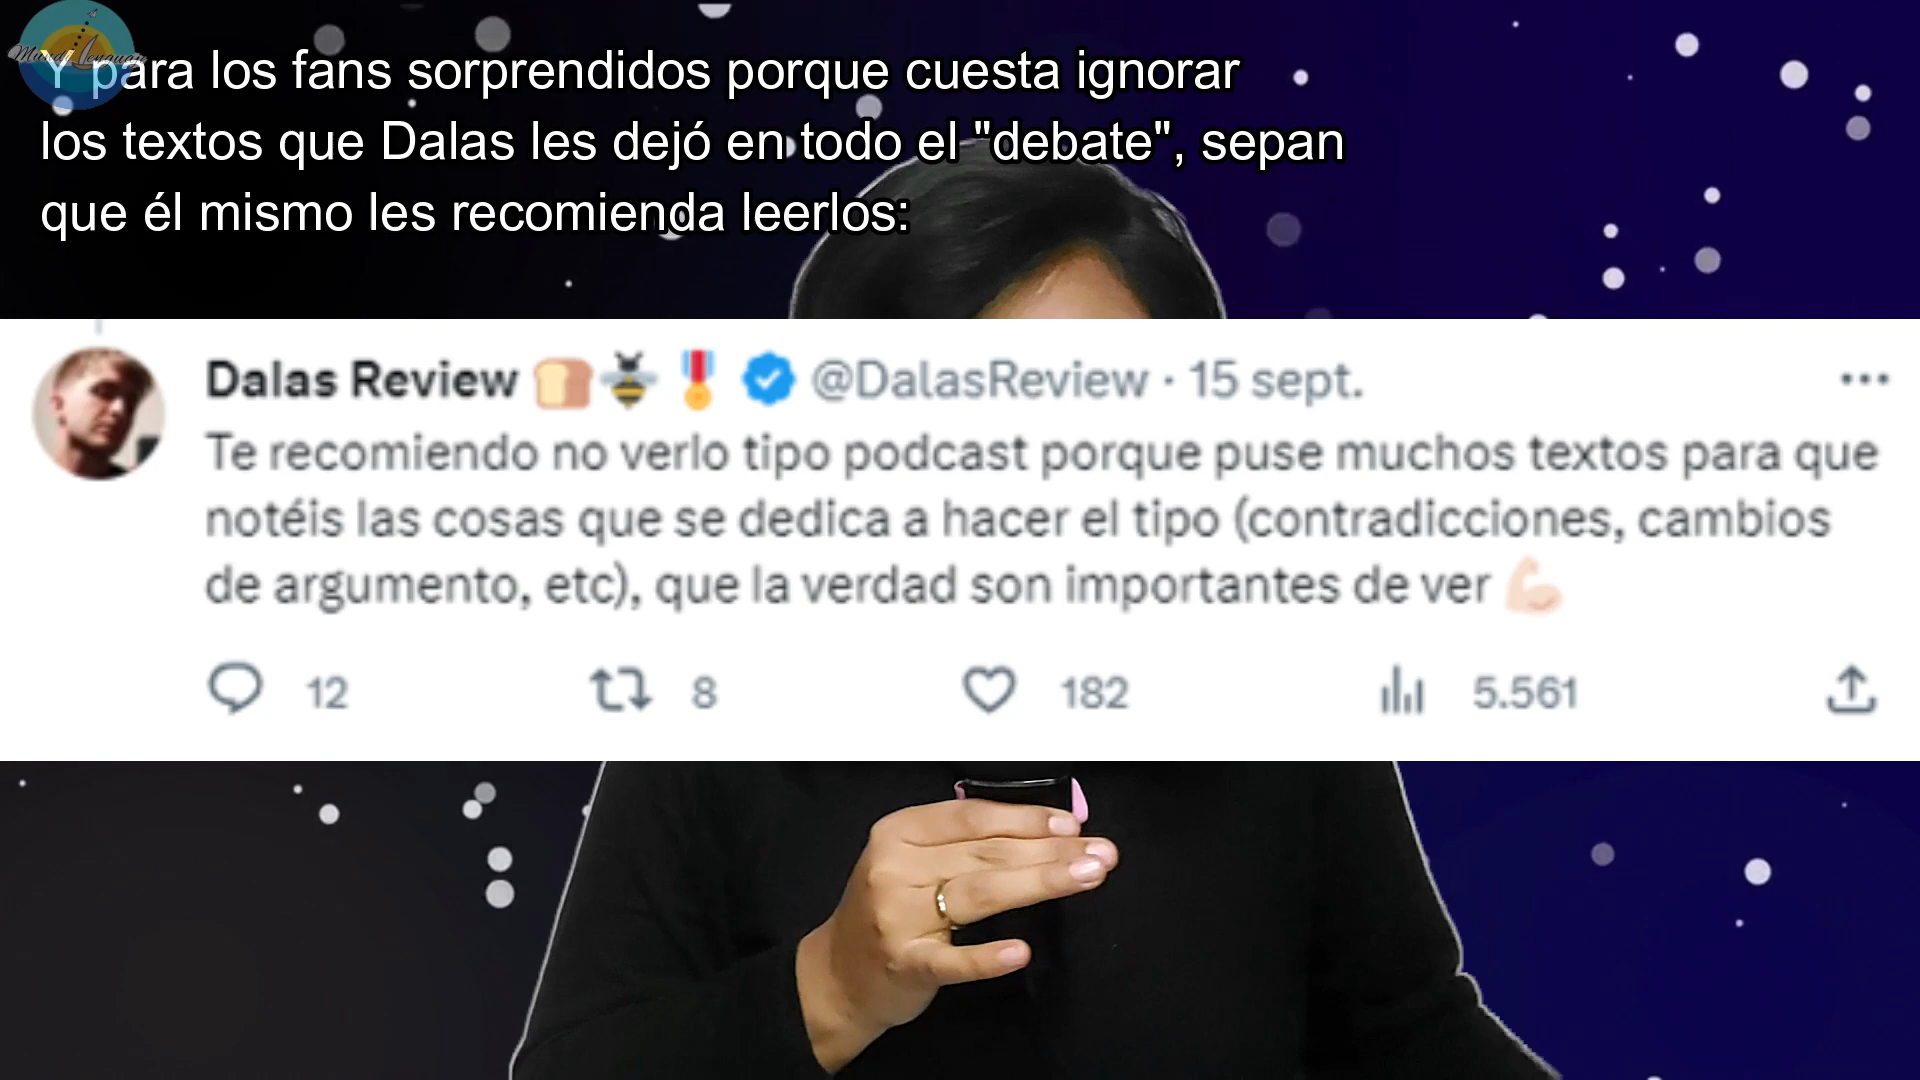 Y para los fans sorprendidos porque cuesta ignorar
los textos que Dalas les dejó en todo el "debate", sepan
que él mismo les recomienda leerlos:
Dalas Review 🍞🐝🎖️ @DalasReview · 15 sept.
Te recomiendo no verlo tipo podcast porque puse muchos textos para que
notéis las cosas que se dedica a hacer el tipo (contradicciones, cambios
de argumento, etc), que la verdad son importantes de ver 💪🏻
12 8 182 5.561